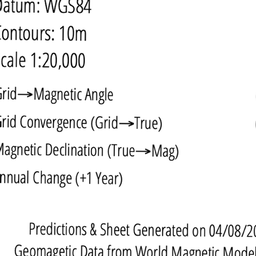 Datum: WGS84
Contours: 10m
Scale 1:20,000
Grid→Magnetic Angle
Grid Convergence (Grid→True)
Magnetic Declination (True→Mag)
Annual Change (+1 Year)
Predictions & Sheet Generated on 04/08/20
Geomagetic Data from World Magnetic Model